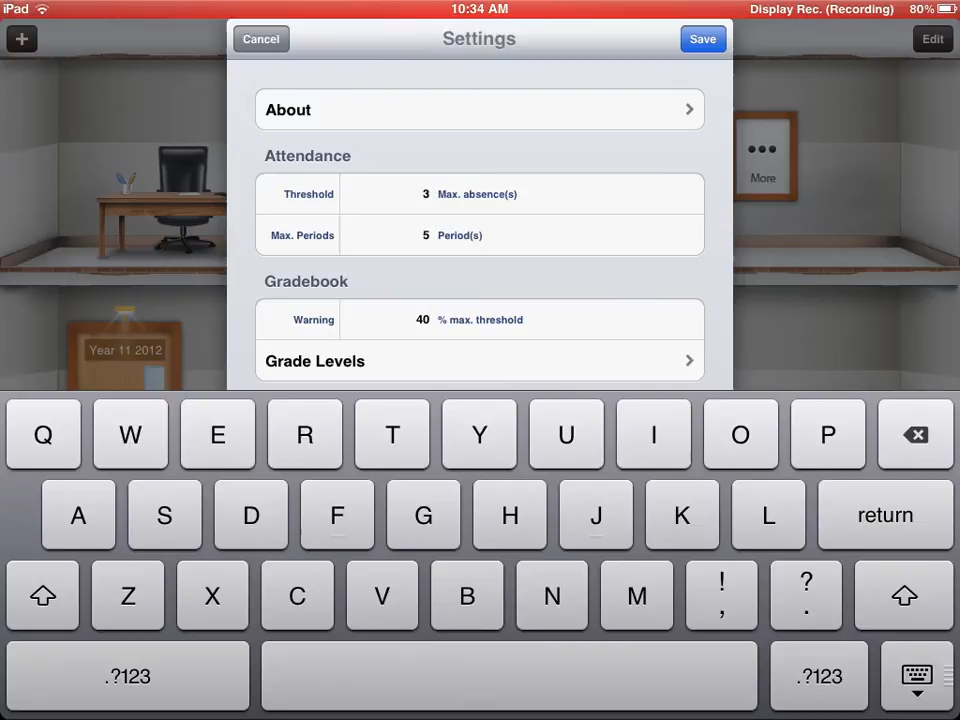 iPad 10:34 AM Display Rec. (Recording) 80%
+ Cancel Settings Save Edit
About
Attendance
Threshold 3 Max. absence(s)
Max. Periods 5 Period(s)
Gradebook
Warning 40 % max. threshold
Grade Levels
More
Year 11 2012
Q W E R T Y U I O P
A S D F G H J K L return
Z X C V B N M ! , ? .
.?123 .?123